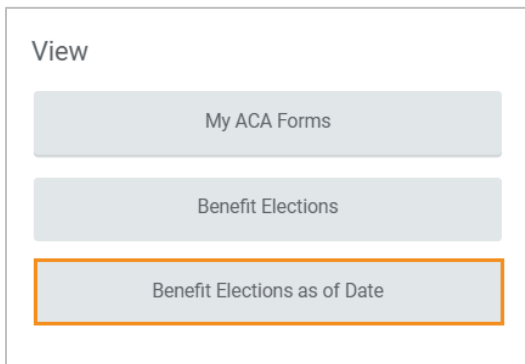 View
My ACA Forms
Benefit Elections
Benefit Elections as of Date